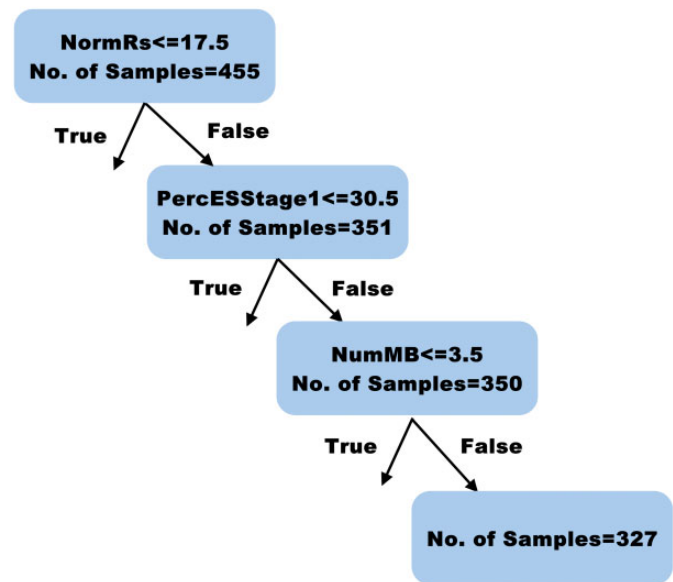 NormRs<=17.5
No. of Samples=455
True
False
PercESStage1<=30.5
No. of Samples=351
True
False
NumMB<=3.5
No. of Samples=350
True
False
No. of Samples=327